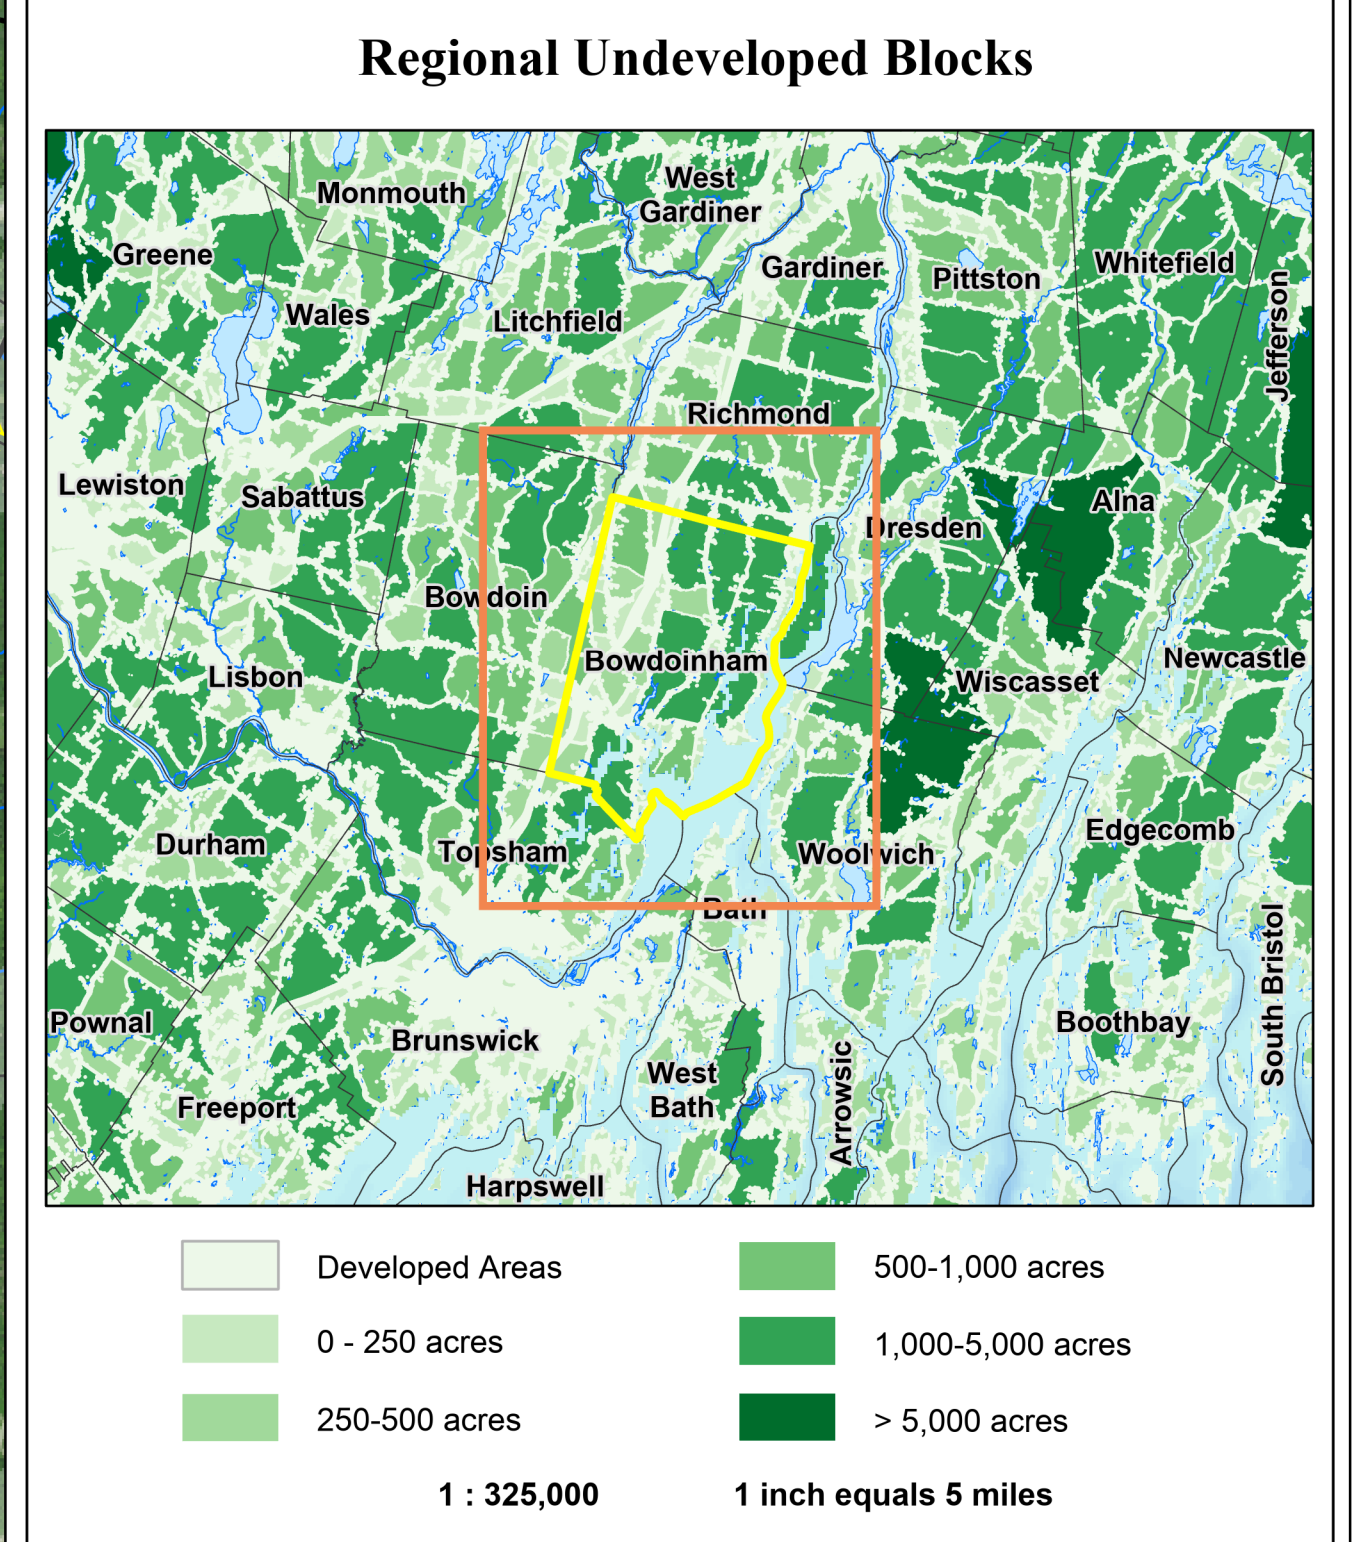 Regional Undeveloped Blocks
Monmouth
West
Gardiner
Greene
Gardiner
Pittston
Whitefield
Jefferson
Wales
Litchfield
Richmond
Lewiston
Sabattus
Alna
Dresden
Bowdoin
Bowdoinham
Newcastle
Lisbon
Wiscasset
Durham
Topsham
Woolwich
Edgecomb
Bath
South Bristol
Pownal
Brunswick
Boothbay
West
Bath
Arrowsic
Freeport
Harpswell
Developed Areas
0 - 250 acres
250-500 acres
500-1,000 acres
1,000-5,000 acres
> 5,000 acres
1 : 325,000
1 inch equals 5 miles